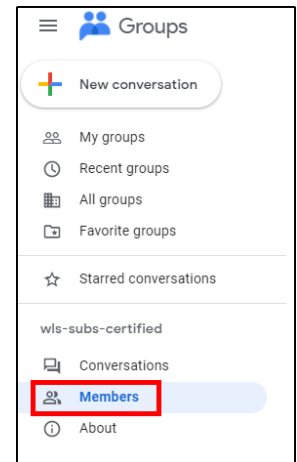 Groups
New conversation
My groups
Recent groups
All groups
Favorite groups
Starred conversations
wls-subs-certified
Conversations
Members
About